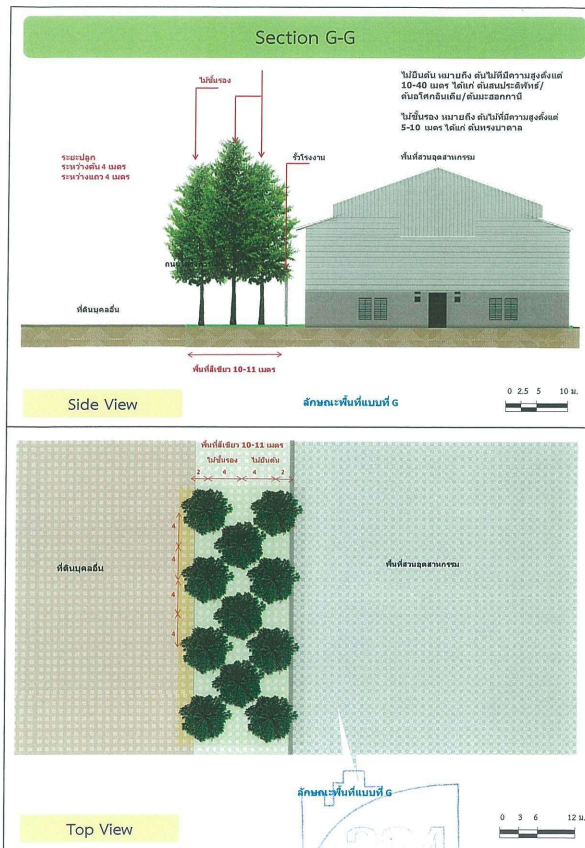 Section G-G
ไม้ชั้นรอง
ไม้ยืนต้น หมายถึง ต้นไม้ที่มีความสูงตั้งแต่
10-40 เมตร ได้แก่ ต้นสนประดิพัทธ์/
ต้นอโศกอินเดีย/ต้นมะฮอกกานี
ไม้ชั้นรอง หมายถึง ต้นไม้ที่มีความสูงตั้งแต่
5-10 เมตร ได้แก่ ต้นทรงบาดาล
ระยะปลูก
ระหว่างต้น 4 เมตร
ระหว่างแถว 4 เมตร
รั้วโรงงาน
พื้นที่สวนอุตสาหกรรม
ที่ดินบุคลอื่น
พื้นที่สีเขียว 10-11 เมตร
Side View
ลักษณะพื้นที่แบบที่ G
0 2.5 5 10 ม.
พื้นที่สีเขียว 10-11 เมตร
ไม้ชั้นรอง ไม้ยืนต้น
2 4 4 2
4
4
4
4
ที่ดินบุคลอื่น
พื้นที่สวนอุตสาหกรรม
ลักษณะพื้นที่แบบที่ G
Top View
0 3 6 12 ม.